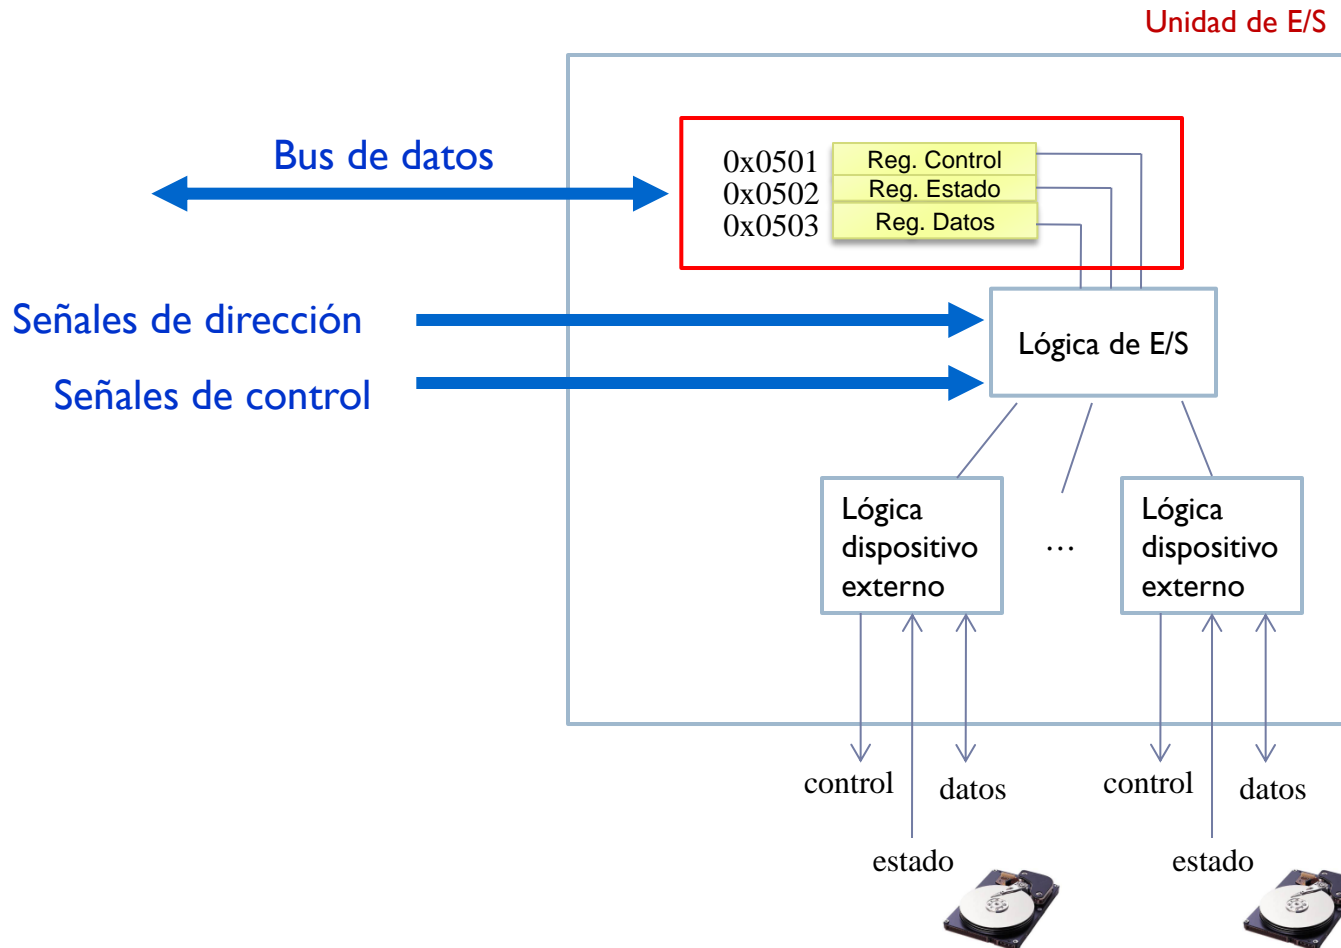 Unidad de E/S
Bus de datos
0x0501 Reg. Control
0x0502 Reg. Estado
0x0503 Reg. Datos
Señales de dirección
Lógica de E/S
Señales de control
Lógica
dispositivo
externo
...
Lógica
dispositivo
externo
control
datos
control
datos
estado
estado